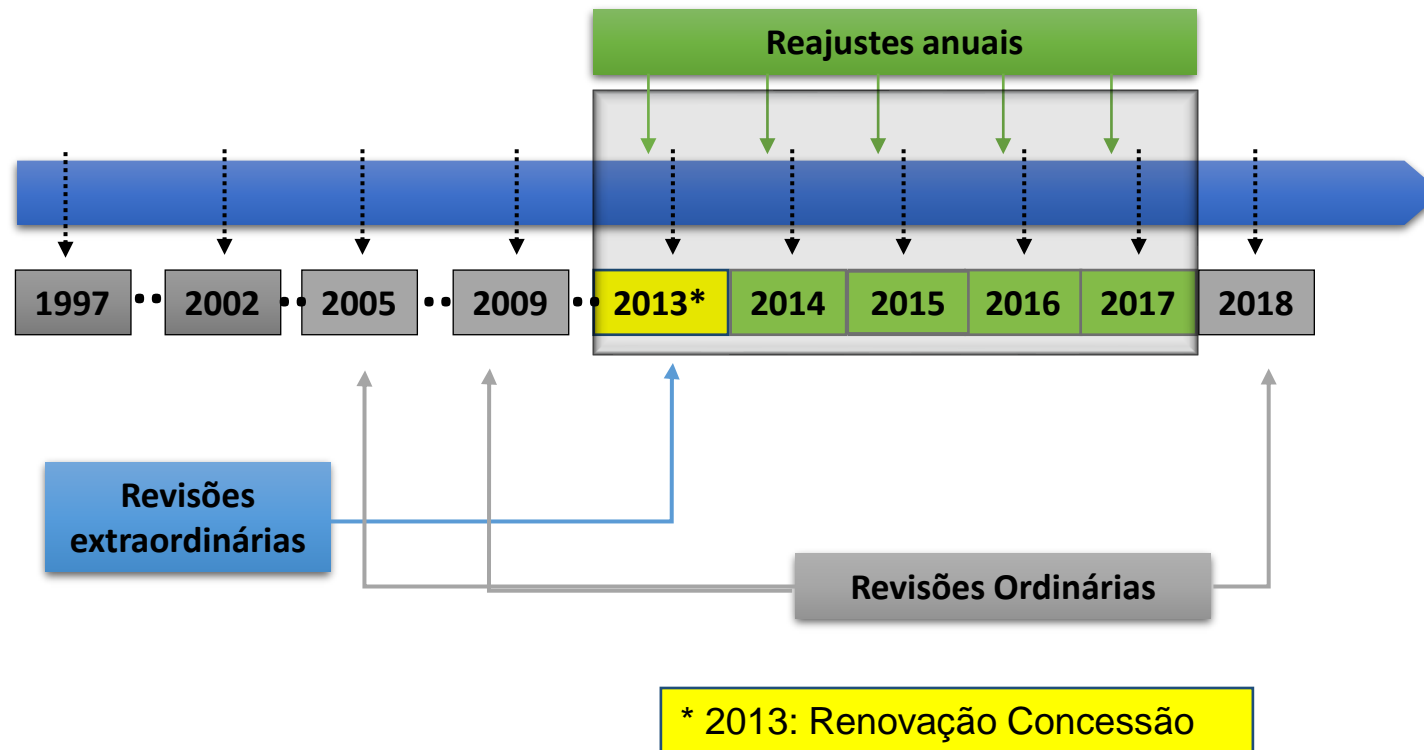 Reajustes anuais
1997
2002
2005
2009
2013*
2014
2015
2016
2017
2018
Revisões
extraordinárias
Revisões Ordinárias
* 2013: Renovação Concessão